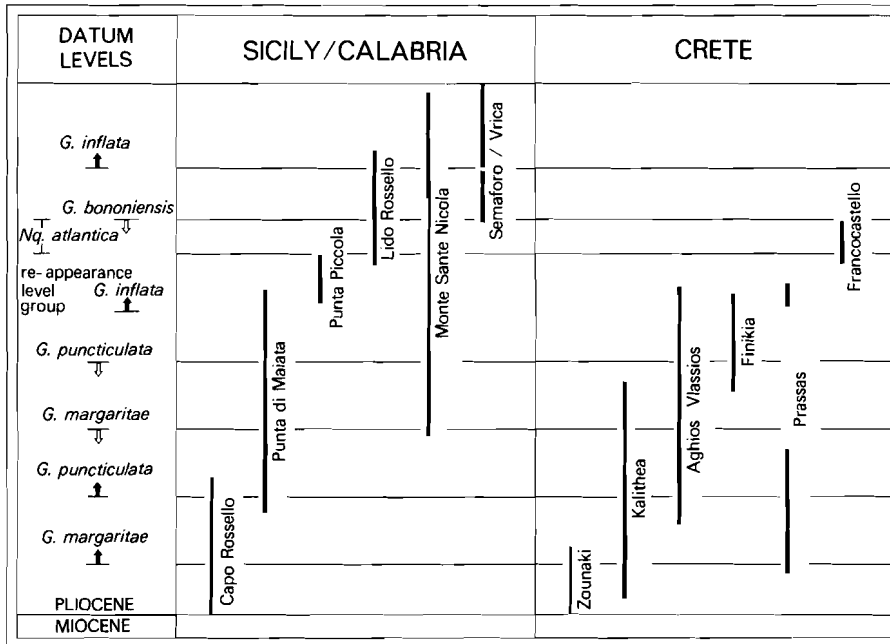 DATUM
LEVELS
SICILY/CALABRIA
CRETE
G. inflata
G. bononiensis
Nq. atlantica
re-appearance
level
group
G. inflata
G. puncticulata
G. margaritae
G. puncticulata
G. margaritae
PLIOCENE
MIOCENE
Capo Rossello
Punta di Maiata
Punta Piccola
Lido Rossello
Monte Sante Nicola
Semaforo / Vrica
Zounaki
Kalithea
Aghios Vlassios
Finikia
Prassas
Francocastello